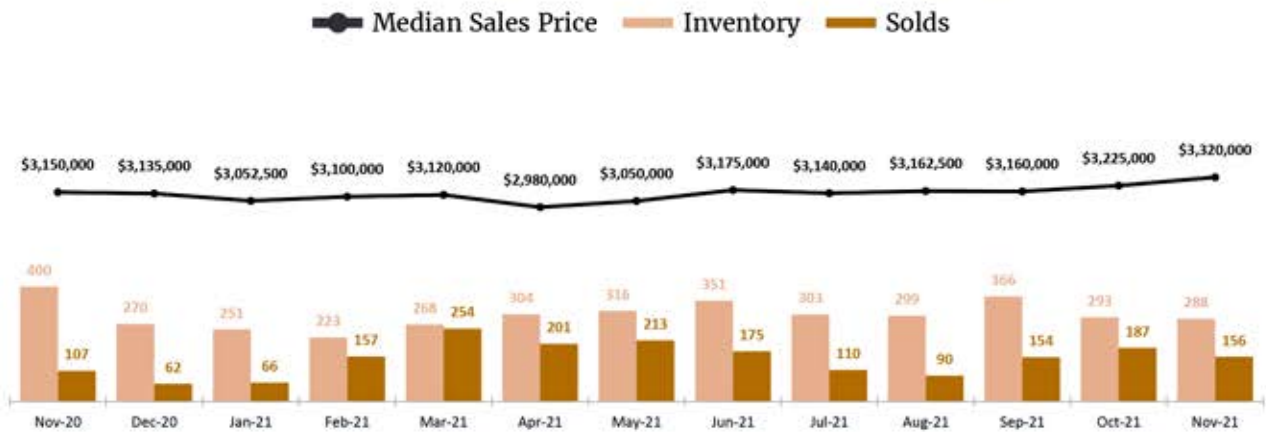 Median Sales Price Inventory Solds
$3,150,000 $3,135,000 $3,052,500 $3,100,000 $3,120,000 $2,980,000 $3,050,000 $3,175,000 $3,140,000 $3,162,500 $3,160,000 $3,225,000 $3,320,000
400 270 251 223 268 304 316 351 303 299 366 293 288
107 62 66 157 254 201 213 175 110 90 154 187 156
Nov-20 Dec-20 Jan-21 Feb-21 Mar-21 Apr-21 May-21 Jun-21 Jul-21 Aug-21 Sep-21 Oct-21 Nov-21